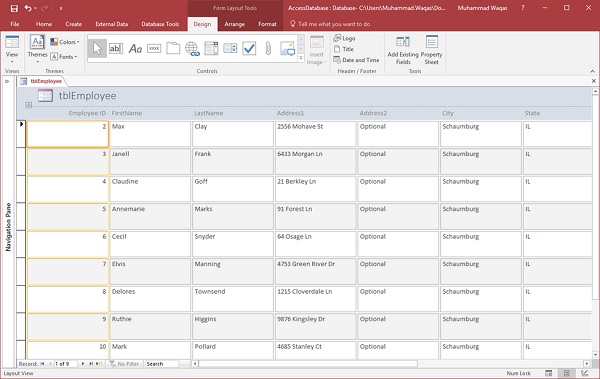 Form Layout Tools
AccessDatabase : Database- C:\Users\Muhammad.Waqas\Do...
Muhammad Waqas
File Home Create External Data Database Tools Design Arrange Format Tell me what you want to do
View
Themes
Colors
Fonts
ab|
Aa
XYZ
Insert Image
Logo
Title
Date and Time
Add Existing Fields
Property Sheet
Views Themes Controls Header / Footer Tools
tblEmployee
tblEmployee
Employee ID FirstName LastName Address1 Address2 City State
2 Max Clay 2556 Mohave St Optional Schaumburg IL
3 Janell Frank 6433 Morgan Ln Optional Schaumburg IL
4 Claudine Goff 21 Berkley Ln Optional Schaumburg IL
5 Annemarie Marks 91 Forest Ln Optional Schaumburg IL
6 Cecil Snyder 64 Osage Ln Optional Schaumburg IL
7 Elvis Manning 4753 Green River Dr Optional Schaumburg IL
8 Delores Townsend 1215 Cloverdale Ln Optional Schaumburg IL
9 Ruthie Higgins 9876 Kingsley Dr Optional Schaumburg IL
10 Mark Pollard 4685 Stanley Ct Optional Schaumburg IL
Navigation Pane
Record: 1 of 9 No Filter Search
Layout View Num Lock